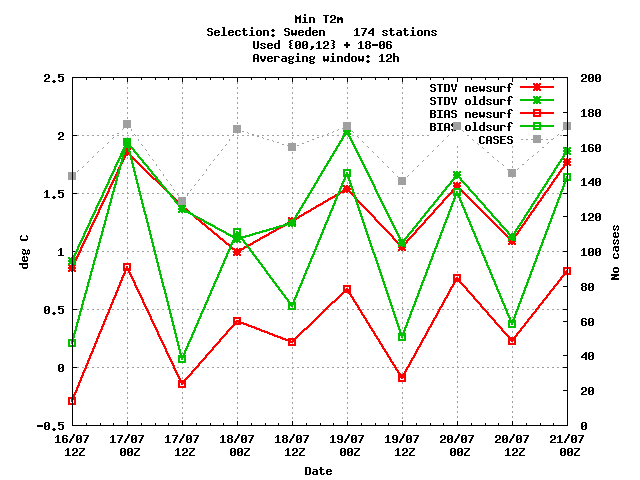 Min T2m
Selection: Sweden 174 stations
Used {00,12} + 18-06
Averaging window: 12h
STDV newsurf
STDV oldsurf
BIAS newsurf
BIAS oldsurf
CASES
2.5
2
1.5
1
0.5
0
-0.5
deg C
200
180
160
140
120
100
80
60
40
20
0
No cases
16/07 17/07 17/07 18/07 18/07 19/07 19/07 20/07 20/07 21/07
12Z 00Z 12Z 00Z 12Z 00Z 12Z 00Z 12Z 00Z
Date